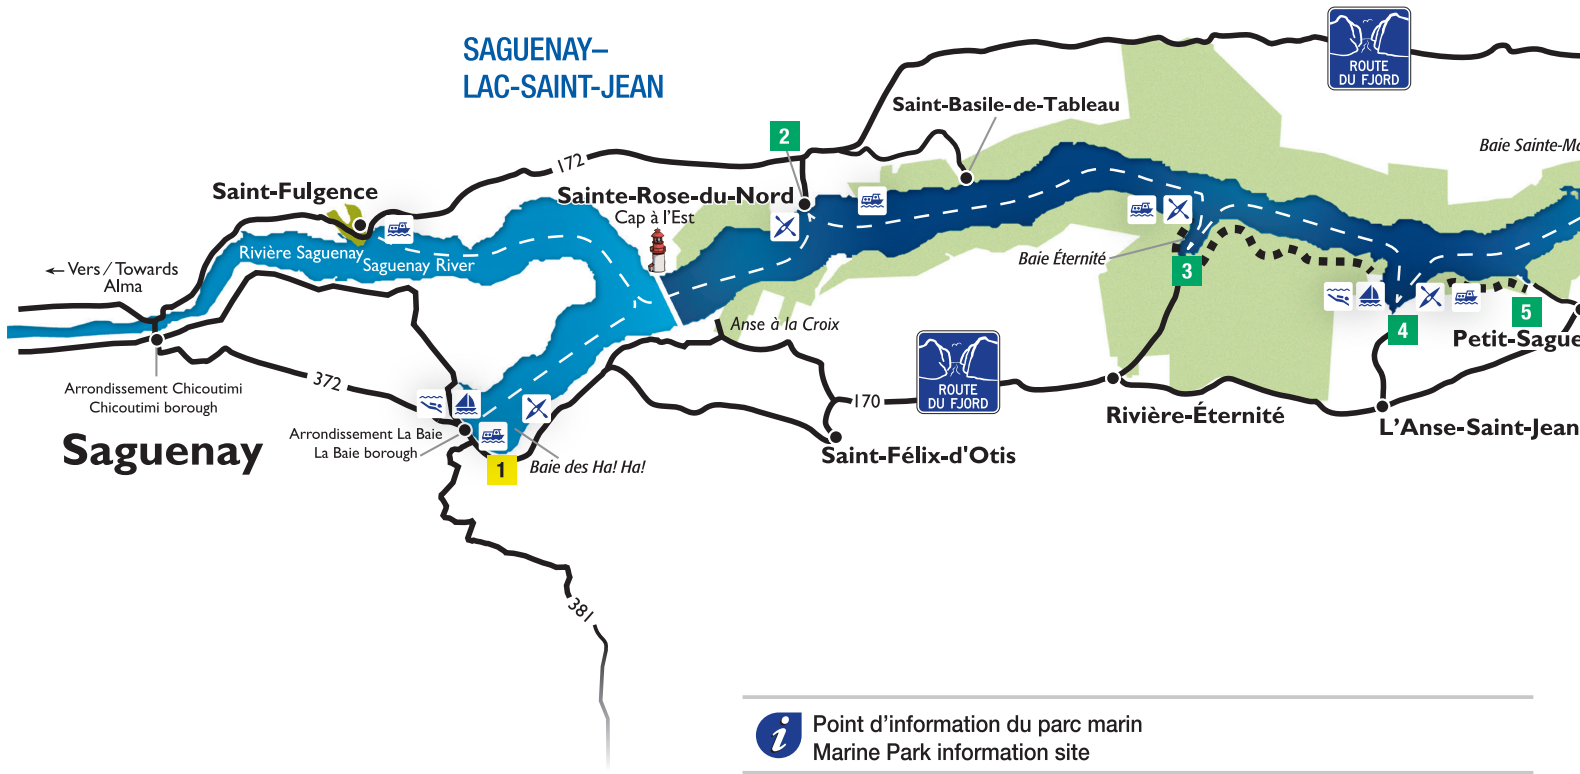 SAGUENAY–
LAC-SAINT-JEAN
ROUTE
DU FJORD
Saint-Basile-de-Tableau
2
Baie Sainte-Ma
172
Saint-Fulgence
Sainte-Rose-du-Nord
Cap à l'Est
Rivière Saguenay
Saguenay River
← Vers / Towards
Alma
Baie Éternité
3
Anse à la Croix
4
5
Petit-Sague
372
Arrondissement Chicoutimi
Chicoutimi borough
ROUTE
DU FJORD
170
Rivière-Éternité
L'Anse-Saint-Jean
Saguenay
Arrondissement La Baie
La Baie borough
1
Baie des Ha! Ha!
Saint-Félix-d'Otis
381
i
Point d'information du parc marin
Marine Park information site